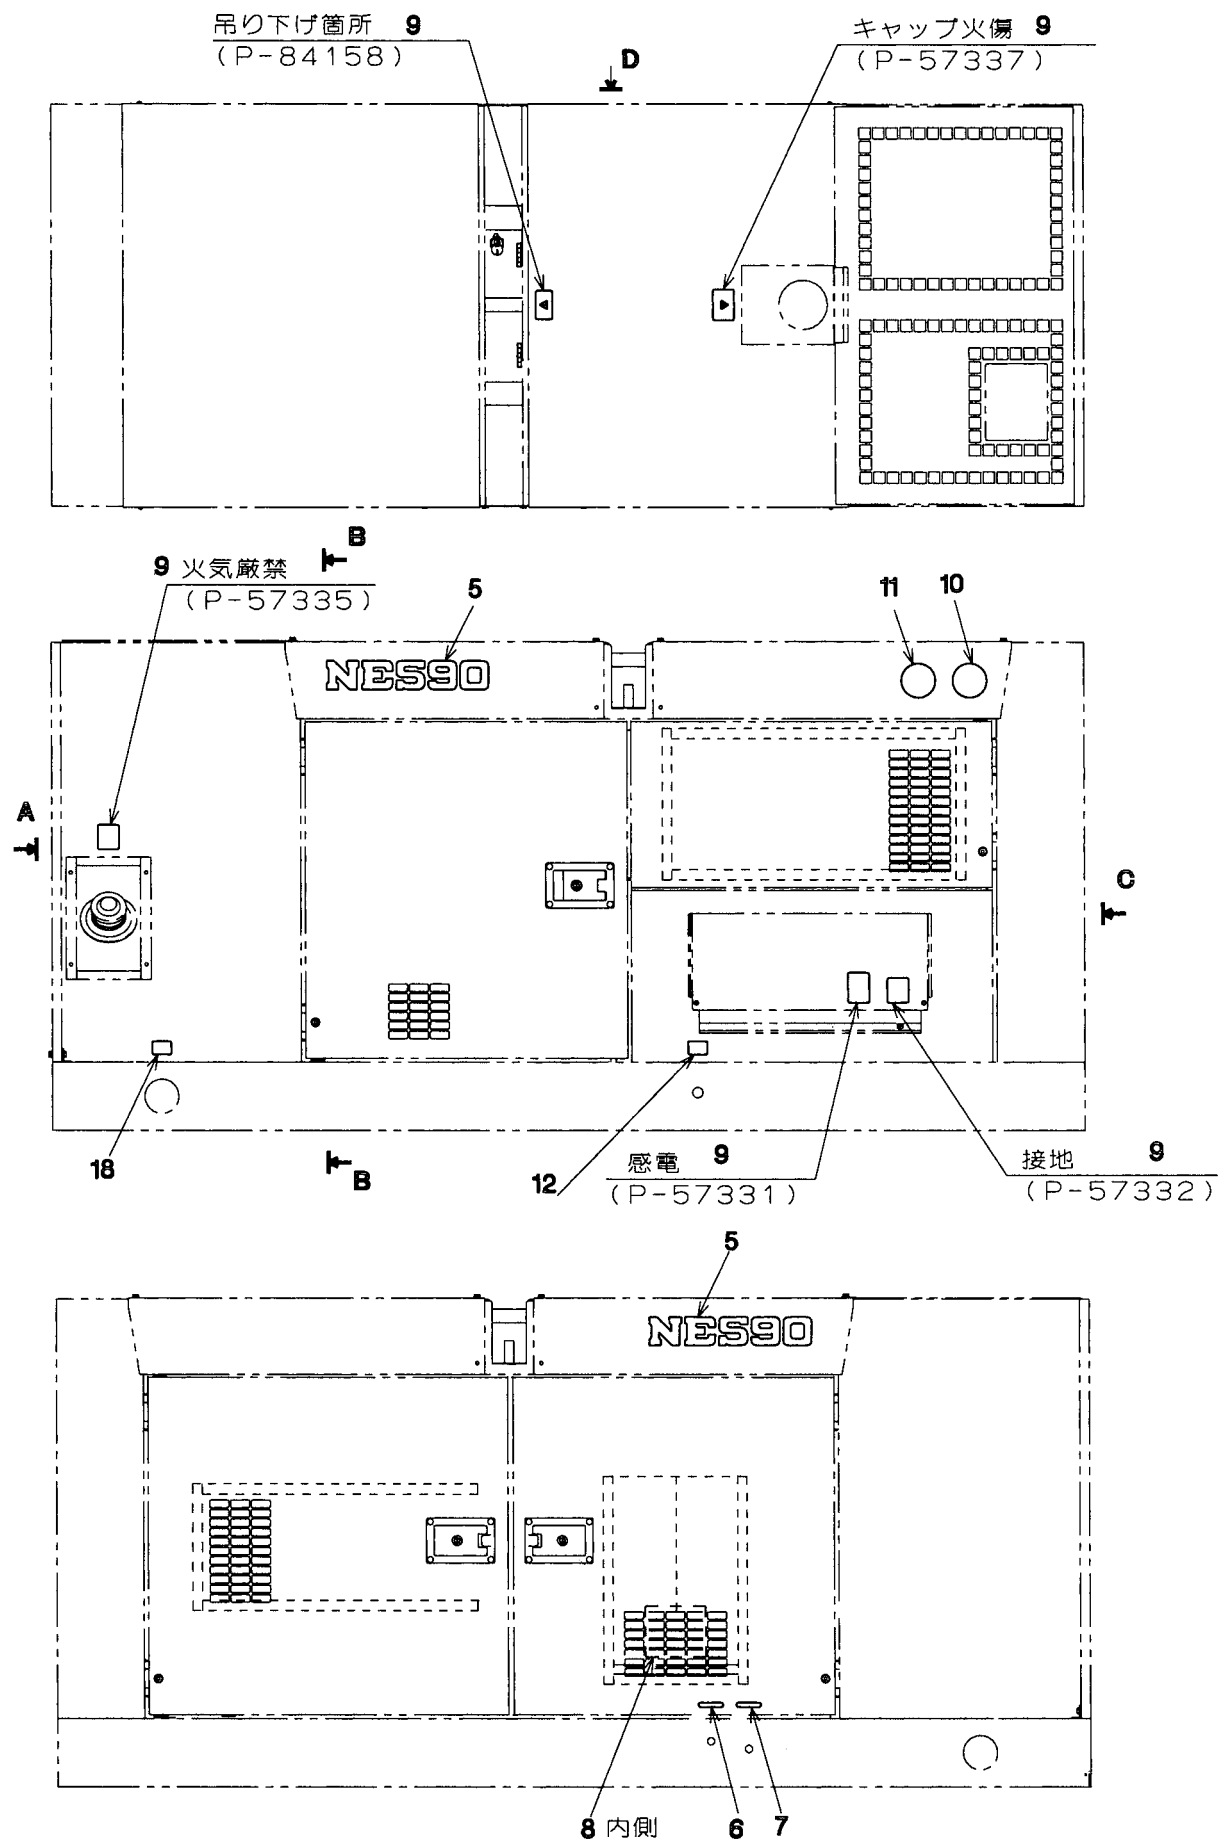 吊り下げ箇所 9
(P-84158)
キャップ火傷 9
(P-57337)
D
B
9 火気厳禁
(P-57335)
5
11
10
NES90
A
C
18
B
12
感電 9
(P-57331)
接地 9
(P-57332)
5
NES90
8 内側
6
7